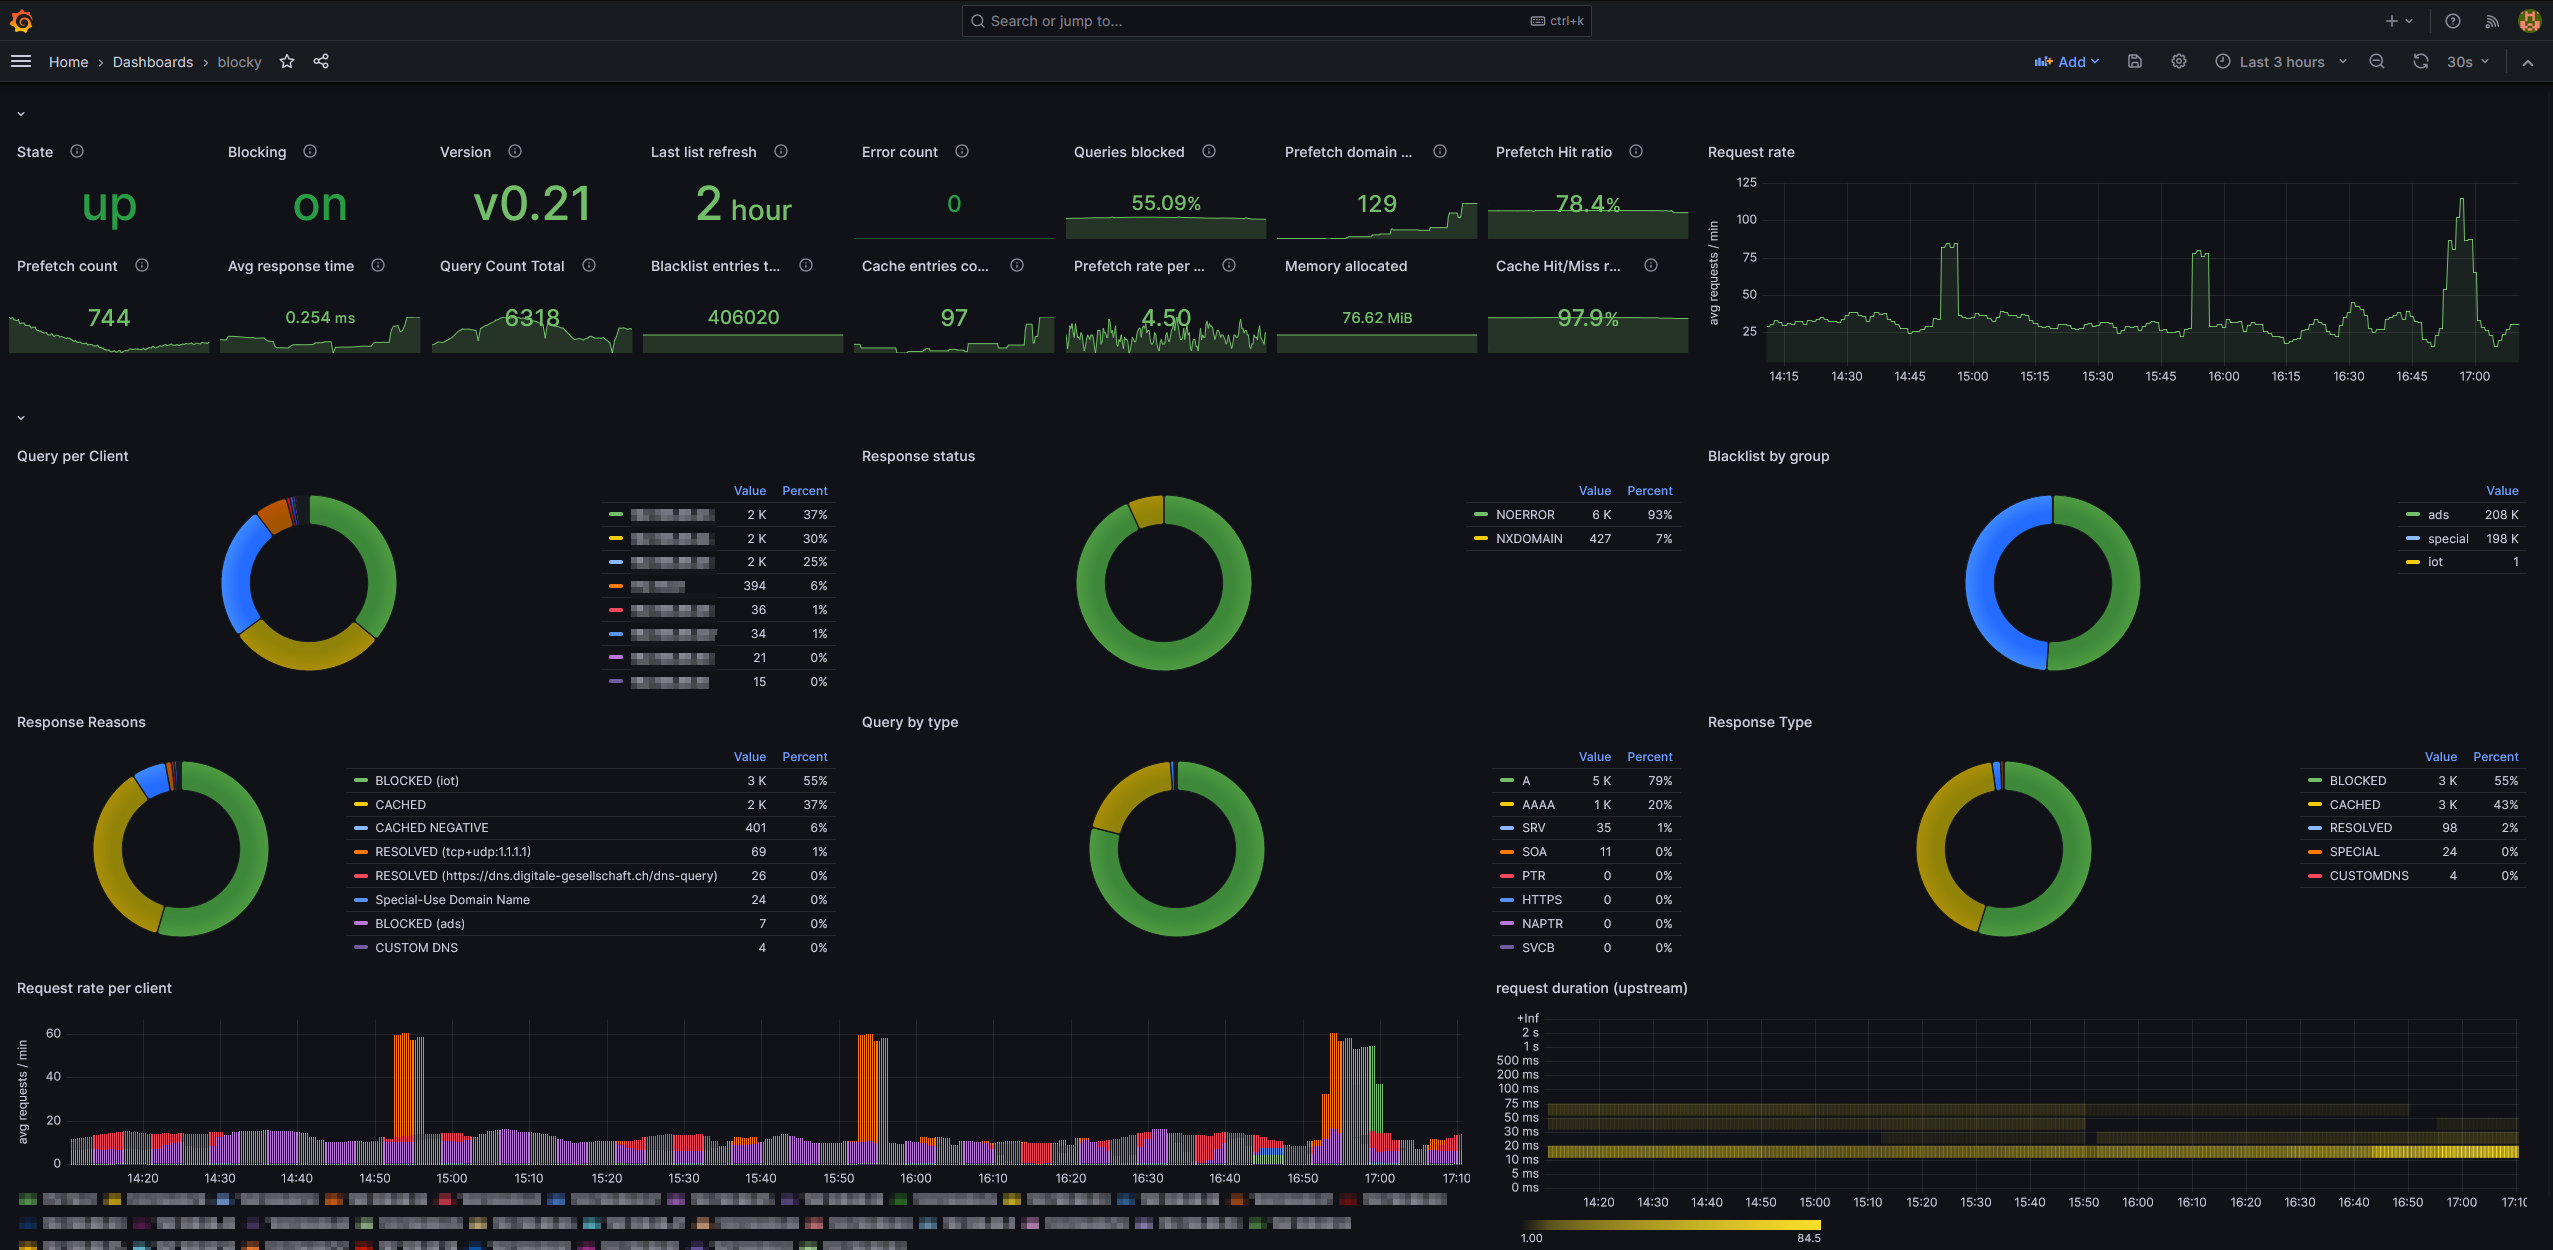 Search or jump to... ctrl+k
Home › Dashboards › blocky Add Last 3 hours 30s
State Blocking Version Last list refresh Error count Queries blocked Prefetch domain ... Prefetch Hit ratio Request rate
up on v0.21 2 hour 0 55.09% 129 78.4%
Prefetch count Avg response time Query Count Total Blacklist entries t... Cache entries co... Prefetch rate per ... Memory allocated Cache Hit/Miss r...
744 0.254 ms 6318 406020 97 4.50 76.62 MiB 97.9%
avg requests / min
125
100
75
50
25
14:15 14:30 14:45 15:00 15:15 15:30 15:45 16:00 16:15 16:30 16:45 17:00
Query per Client
Value Percent
2 K 37%
2 K 30%
2 K 25%
394 6%
36 1%
34 1%
21 0%
15 0%
Response status
Value Percent
NOERROR 6 K 93%
NXDOMAIN 427 7%
Blacklist by group
Value
ads 208 K
special 198 K
iot 1
Response Reasons
Value Percent
BLOCKED (iot) 3 K 55%
CACHED 2 K 37%
CACHED NEGATIVE 401 6%
RESOLVED (tcp+udp:1.1.1.1) 69 1%
RESOLVED (https://dns.digitale-gesellschaft.ch/dns-query) 26 0%
Special-Use Domain Name 24 0%
BLOCKED (ads) 7 0%
CUSTOM DNS 4 0%
Query by type
Value Percent
A 5 K 79%
AAAA 1 K 20%
SRV 35 1%
SOA 11 0%
PTR 0 0%
HTTPS 0 0%
NAPTR 0 0%
SVCB 0 0%
Response Type
Value Percent
BLOCKED 3 K 55%
CACHED 3 K 43%
RESOLVED 98 2%
SPECIAL 24 0%
CUSTOMDNS 4 0%
Request rate per client
avg requests / min
60
40
20
0
14:20 14:30 14:40 14:50 15:00 15:10 15:20 15:30 15:40 15:50 16:00 16:10 16:20 16:30 16:40 16:50 17:00 17:10
request duration (upstream)
+Inf
2 s
1 s
500 ms
200 ms
100 ms
75 ms
50 ms
30 ms
20 ms
10 ms
5 ms
0 ms
14:20 14:30 14:40 14:50 15:00 15:10 15:20 15:30 15:40 15:50 16:00 16:10 16:20 16:30 16:40 16:50 17:00 17:10
1.00 84.5